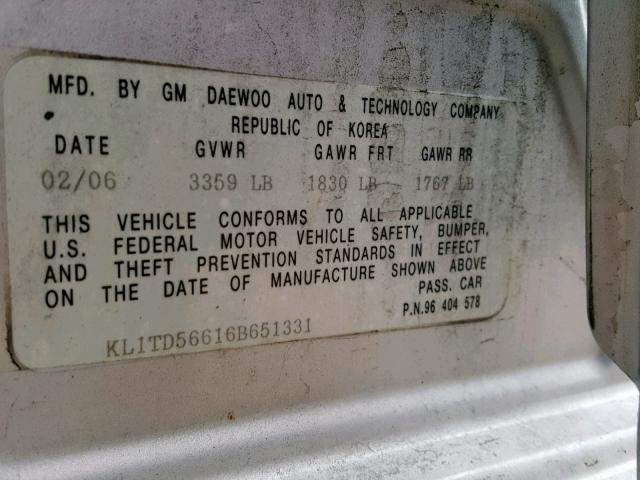 MFD. BY GM DAEWOO AUTO & TECHNOLOGY COMPANY
REPUBLIC OF KOREA
DATE GVWR GAWR FRT GAWR RR
02/06 3359 LB 1830 LB 1767 LB
THIS VEHICLE CONFORMS TO ALL APPLICABLE
U.S. FEDERAL MOTOR VEHICLE SAFETY, BUMPER,
AND THEFT PREVENTION STANDARDS IN EFFECT
ON THE DATE OF MANUFACTURE SHOWN ABOVE
PASS. CAR
P.N.96 404 578
KL1TD56616B651331